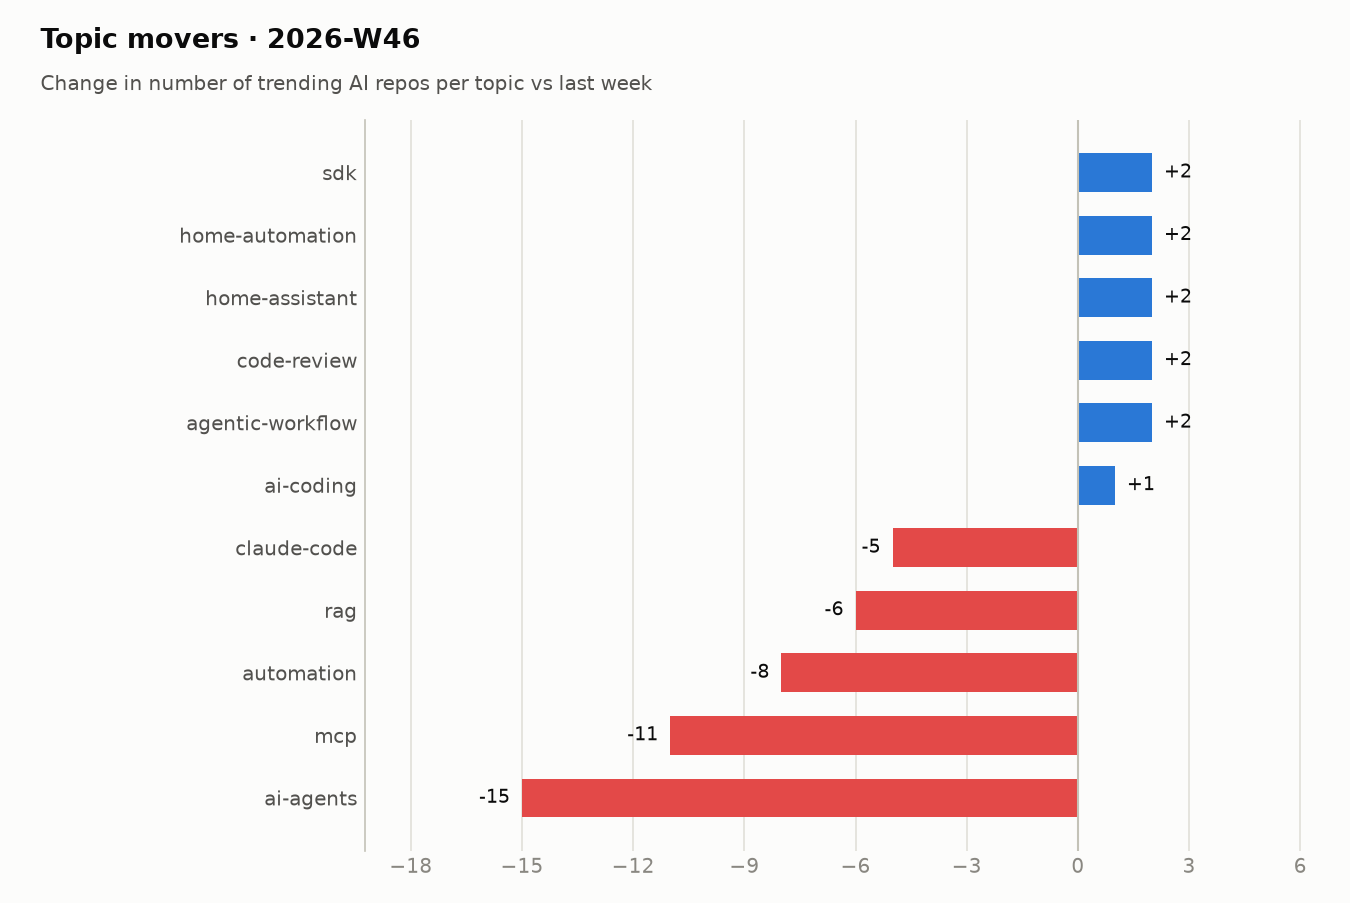 Topic movers · 2026-W46
Change in number of trending AI repos per topic vs last week
sdk +2
home-automation +2
home-assistant +2
code-review +2
agentic-workflow +2
ai-coding +1
claude-code -5
rag -6
automation -8
mcp -11
ai-agents -15
−18 −15 −12 −9 −6 −3 0 3 6